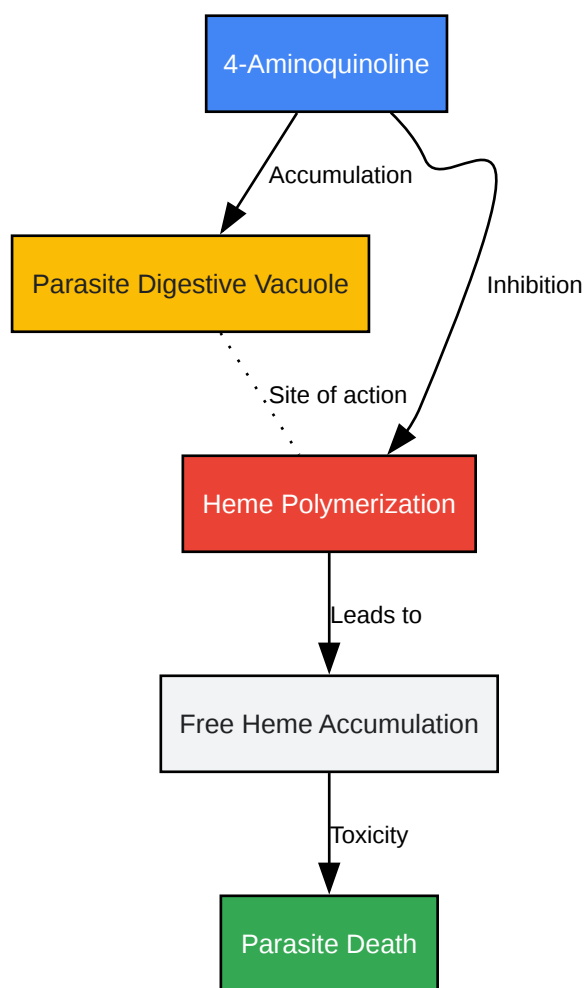 4-Aminoquinoline
Accumulation
Parasite Digestive Vacuole
Inhibition
Site of action
Heme Polymerization
Leads to
Free Heme Accumulation
Toxicity
Parasite Death